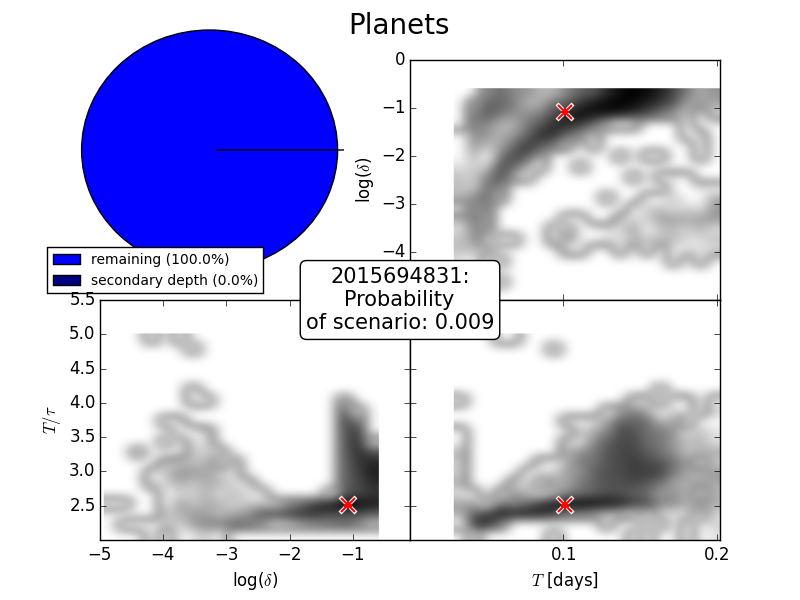 Planets
remaining (100.0%)
secondary depth (0.0%)
0
−1
−2
−3
−4
log(δ)
2015694831:
Probability
of scenario: 0.009
5.5
5.0
4.5
4.0
3.5
3.0
2.5
T/τ
−5 −4 −3 −2 −1
log(δ)
0.1 0.2
T [days]